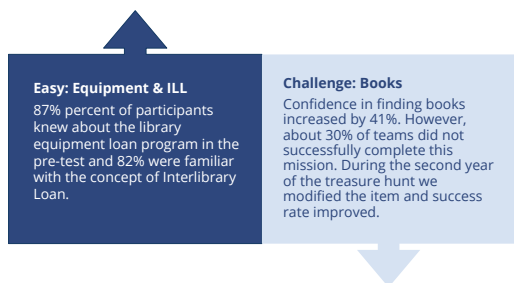 Easy: Equipment & ILL
87% percent of participants
knew about the library
equipment loan program in the
pre-test and 82% were familiar
with the concept of Interlibrary
Loan.
Challenge: Books
Confidence in finding books
increased by 41%. However,
about 30% of teams did not
successfully complete this
mission. During the second year
of the treasure hunt we
modified the item and success
rate improved.